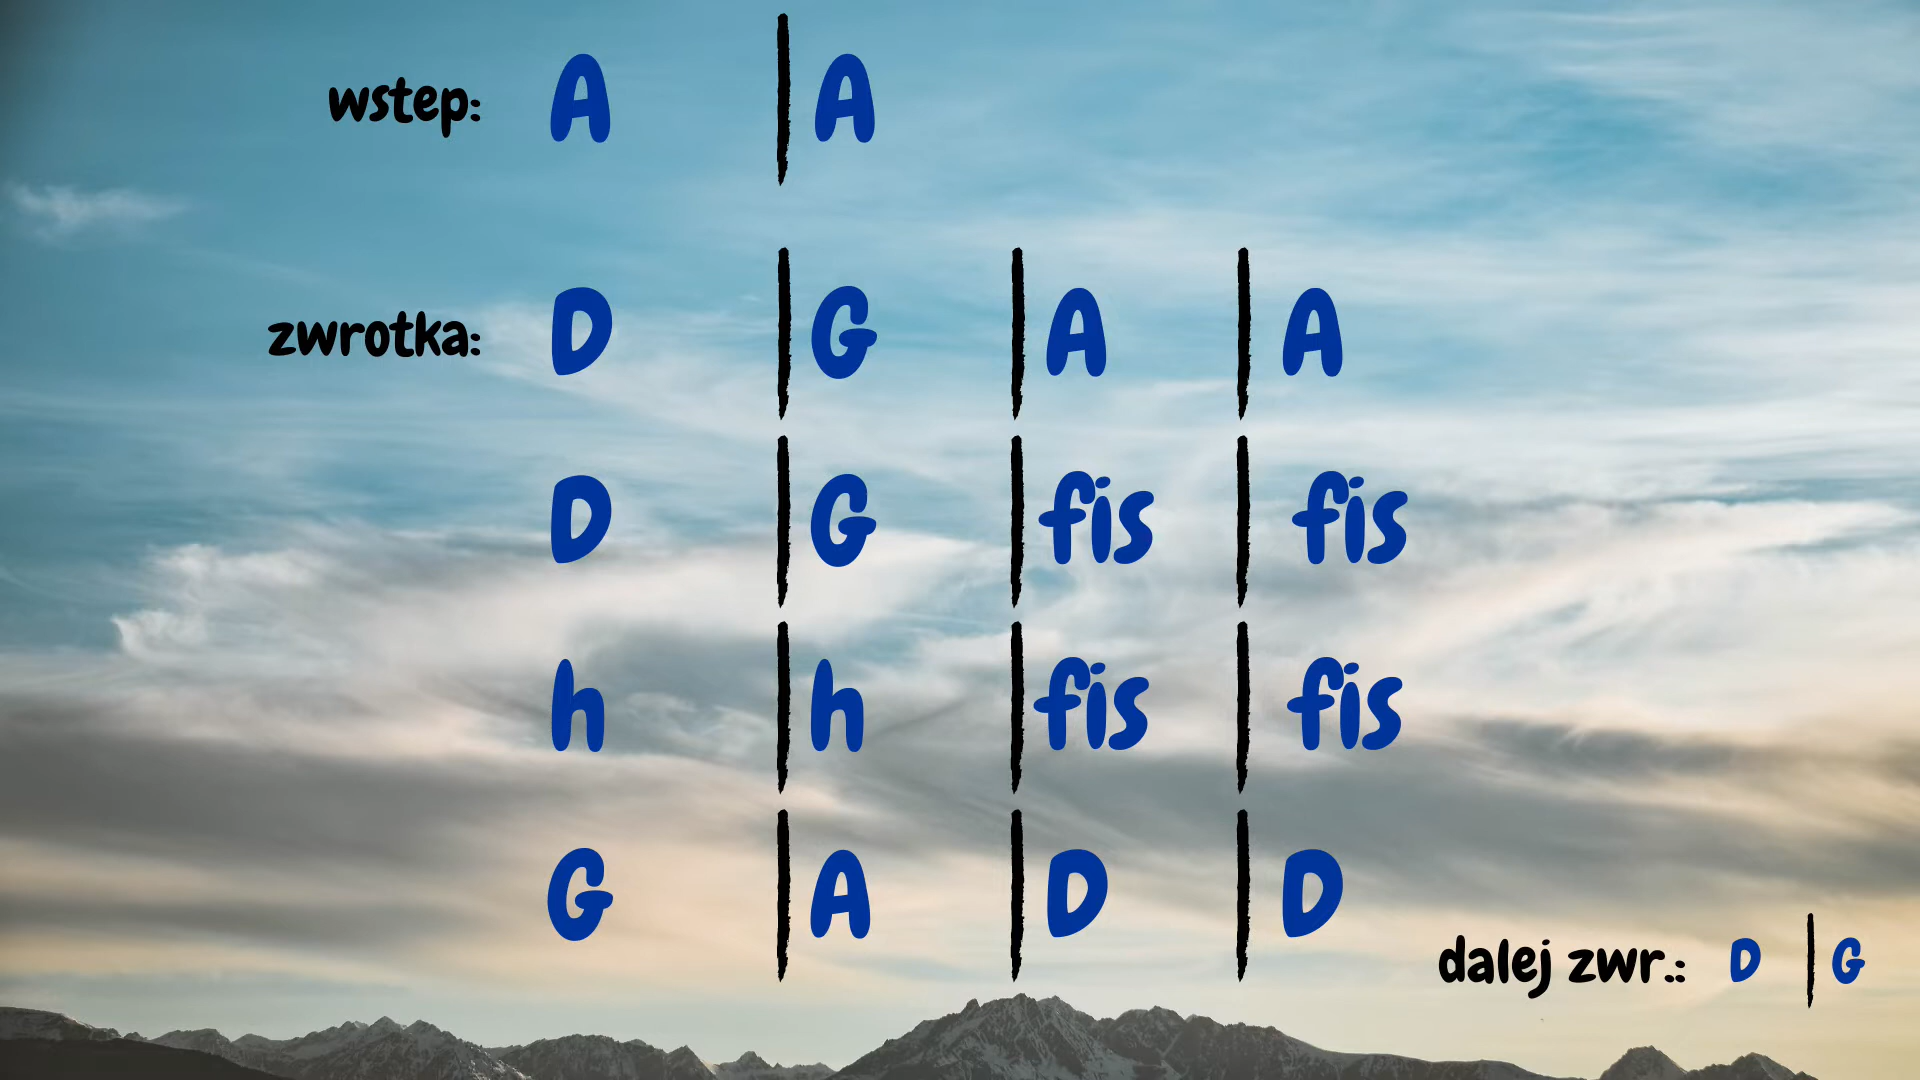 wstep: A | A
zwrotka: D | G | A | A
D | G | fis | fis
h | h | fis | fis
G | A | D | D
dalej zwr.: D | G